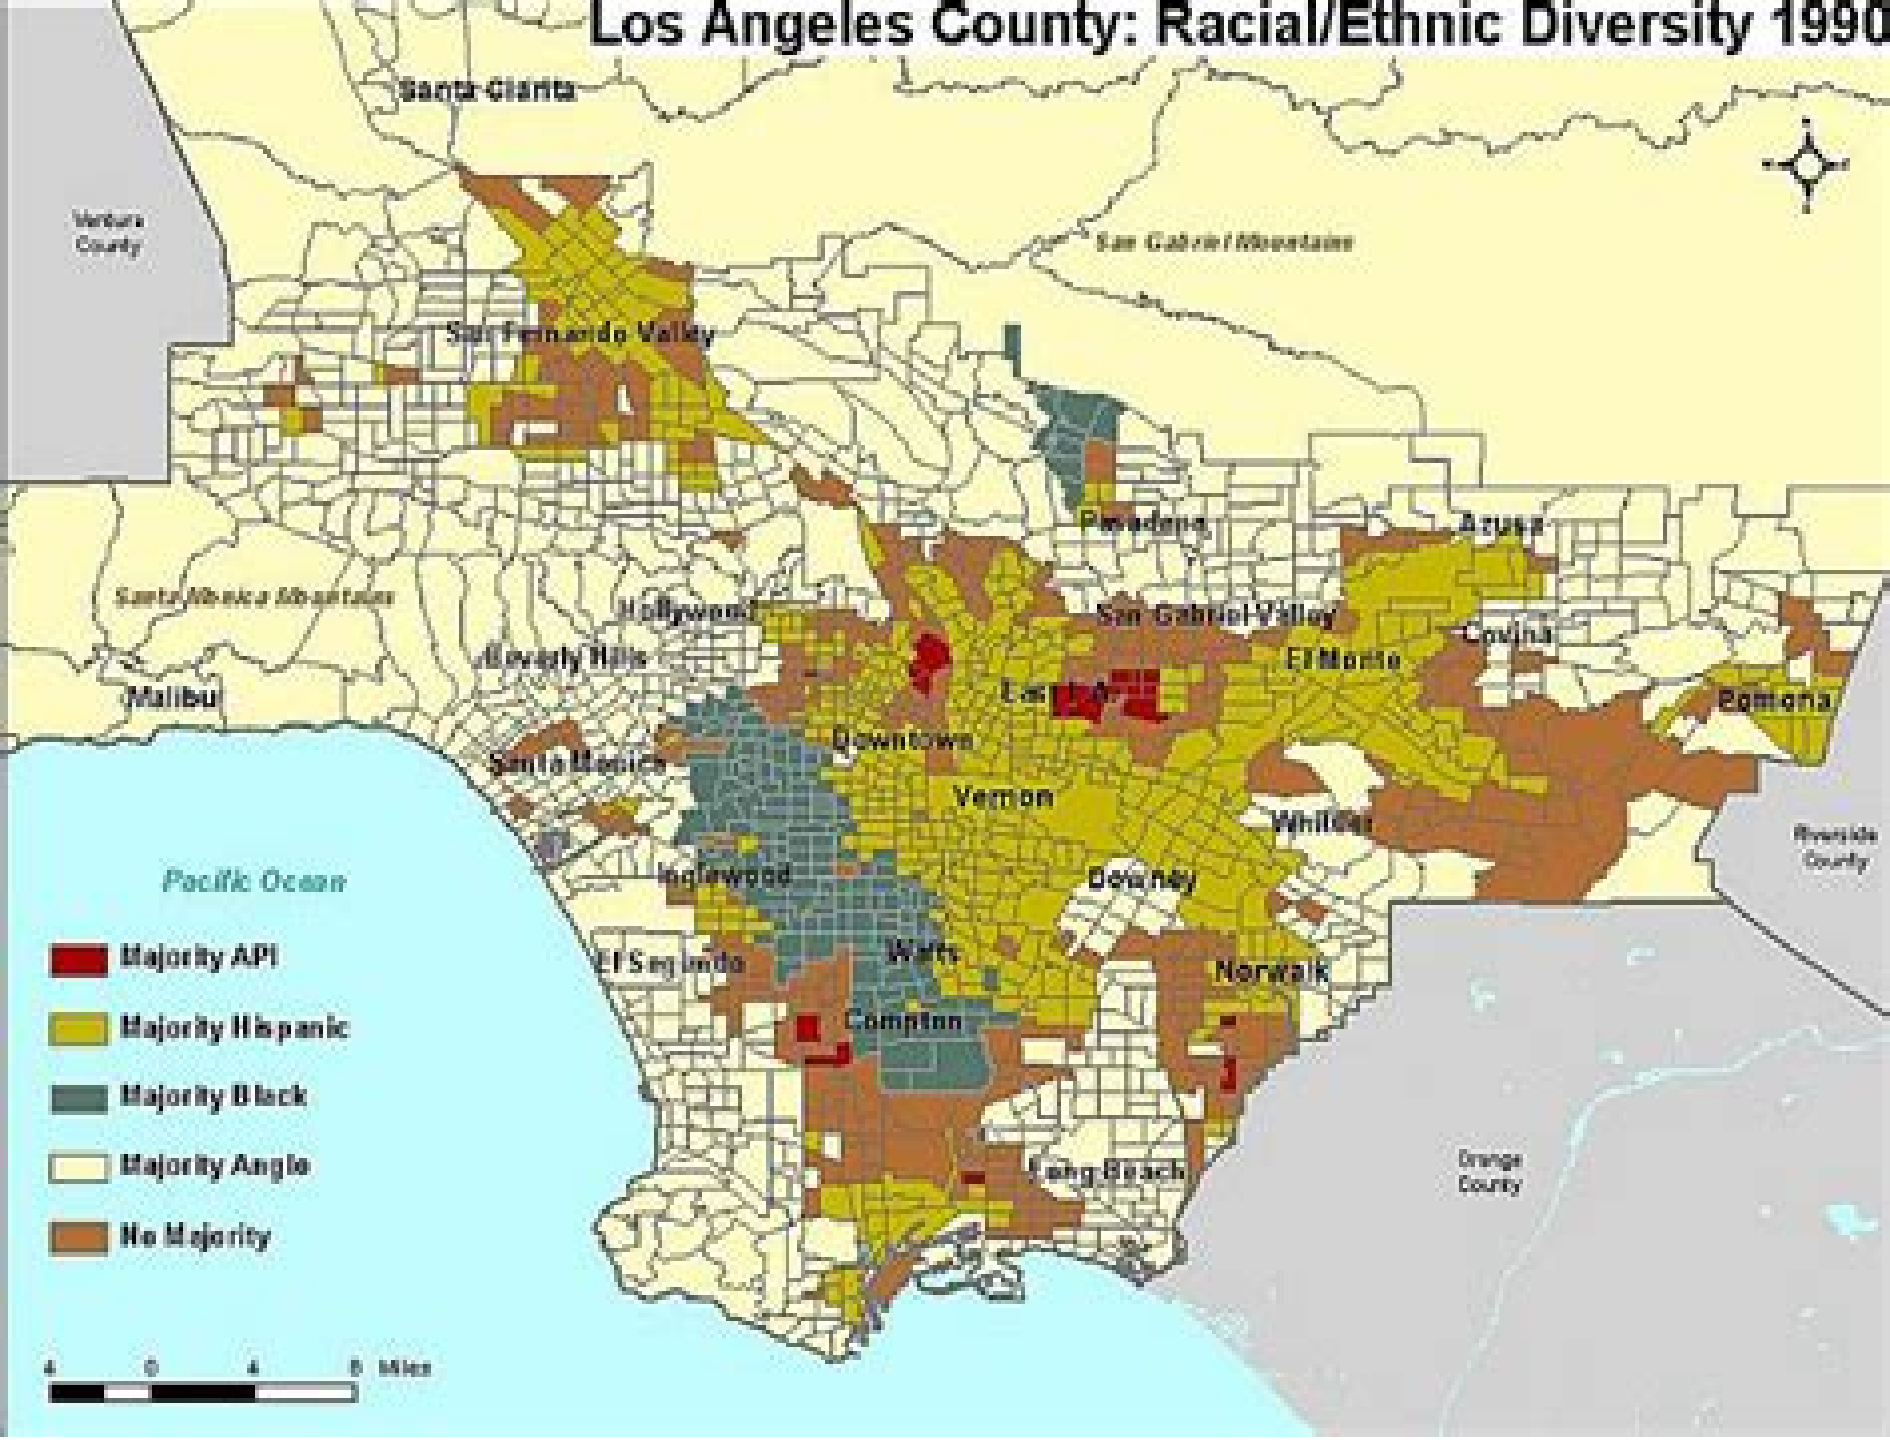 Los Angeles County: Racial/Ethnic Diversity 1990
Santa Clarita
Ventura
County
San Gabriel Mountains
San Fernando Valley
Pasadena
Azusa
Santa Monica Mountains
Hollywood
San Gabriel Valley
Covina
Beverly Hills
El Monte
Malibu
East L.A.
Pomona
Downtown
Santa Monica
Vernon
Whittier
Riverside
County
Inglewood
Downey
Pacific Ocean
Watts
El Segundo
Norwalk
Compton
Majority API
Majority Hispanic
Majority Black
Majority Anglo
No Majority
Long Beach
Orange
County
4 0 4 8 Miles